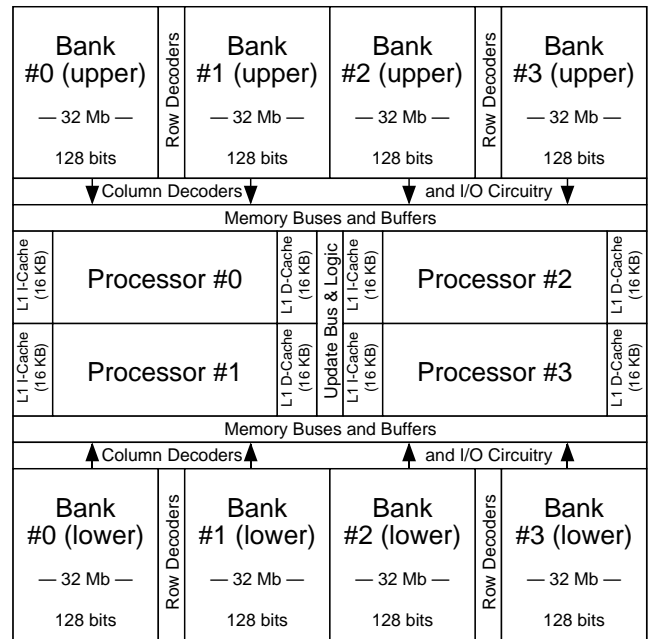 Bank
#0 (upper)
— 32 Mb —
128 bits
Row Decoders
Bank
#1 (upper)
— 32 Mb —
128 bits
Bank
#2 (upper)
— 32 Mb —
128 bits
Row Decoders
Bank
#3 (upper)
— 32 Mb —
128 bits
Column Decoders
and I/O Circuitry
Memory Buses and Buffers
L1 I-Cache
(16 KB)
Processor #0
L1 D-Cache
(16 KB)
Update Bus & Logic
L1 I-Cache
(16 KB)
Processor #2
L1 D-Cache
(16 KB)
L1 I-Cache
(16 KB)
Processor #1
L1 D-Cache
(16 KB)
L1 I-Cache
(16 KB)
Processor #3
L1 D-Cache
(16 KB)
Memory Buses and Buffers
Column Decoders
and I/O Circuitry
Bank
#0 (lower)
— 32 Mb —
128 bits
Row Decoders
Bank
#1 (lower)
— 32 Mb —
128 bits
Bank
#2 (lower)
— 32 Mb —
128 bits
Row Decoders
Bank
#3 (lower)
— 32 Mb —
128 bits